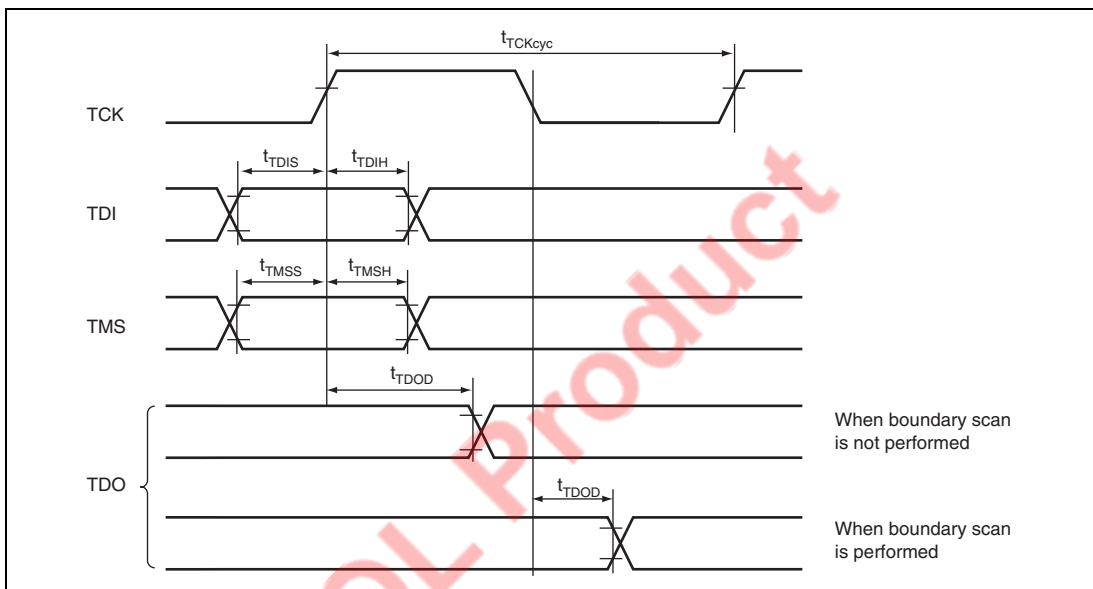 tTCKcyc
TCK
tTDIS
tTDIH
TDI
tTMSS
tTMSH
TMS
tTDOD
When boundary scan
is not performed
TDO
tTDOD
When boundary scan
is performed
OL Product